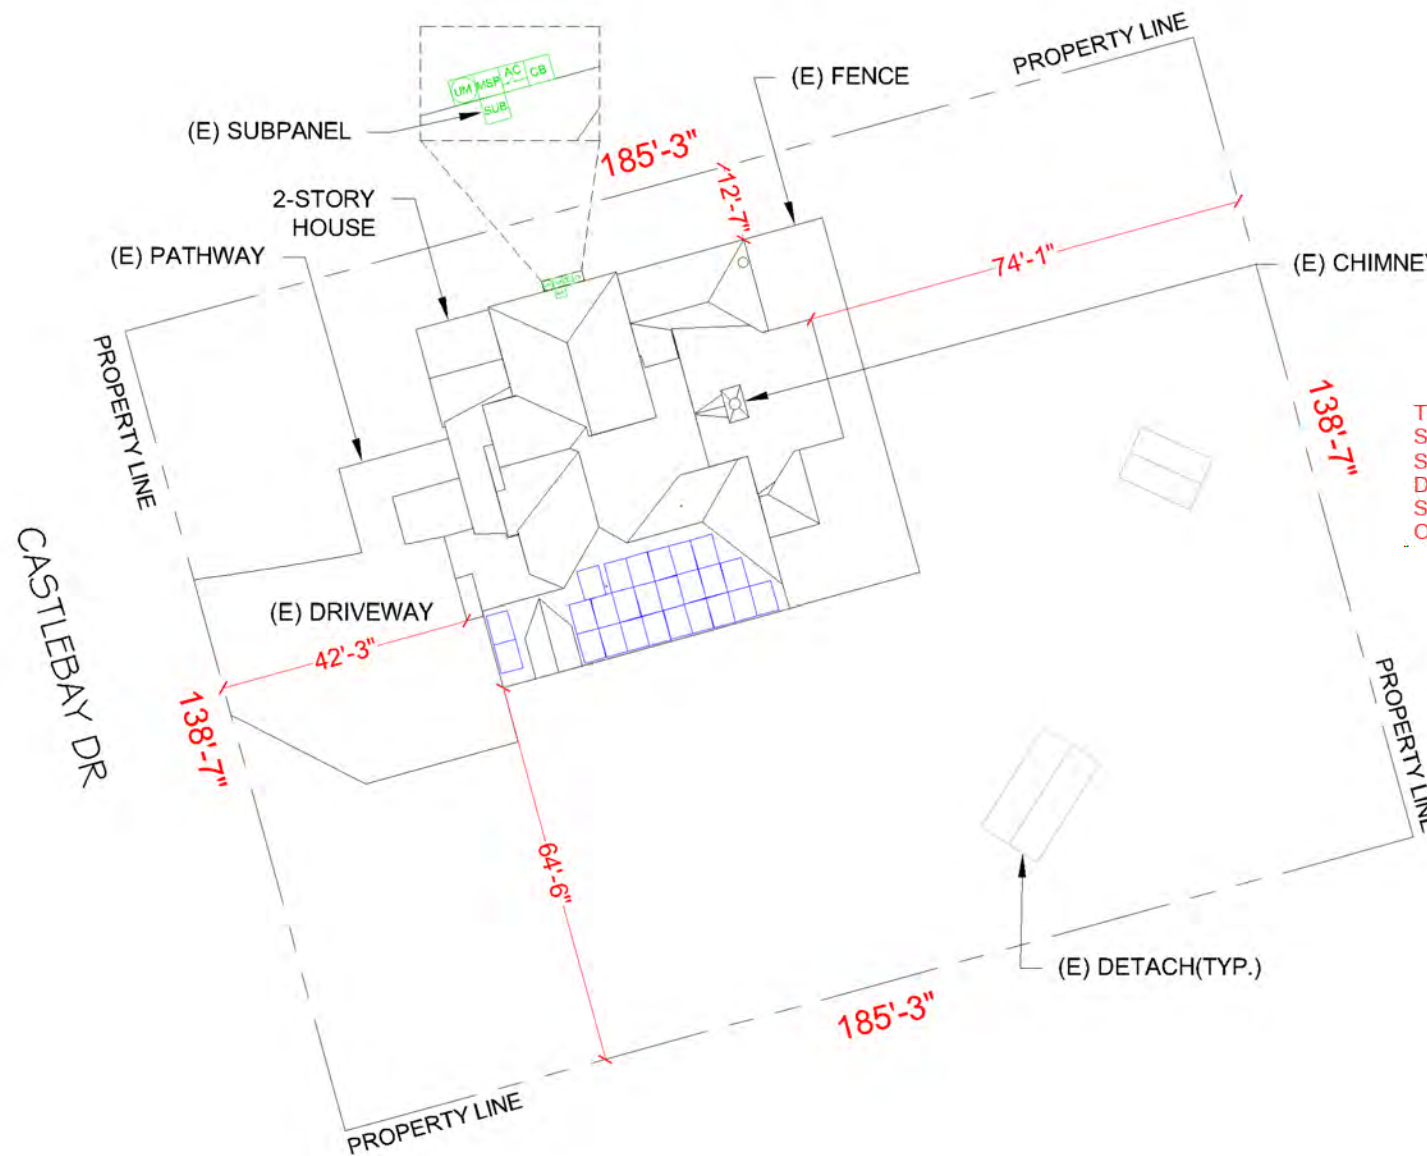 PROPERTY LINE
(E) FENCE
UM
MSP
AC
CB
SUB
(E) SUBPANEL
185'-3"
12'-7"
2-STORY
HOUSE
(E) PATHWAY
74'-1"
(E) CHIMNEY
PROPERTY LINE
138'-7"
T
S
S
D
S
C
CASTLEBAY DR
(E) DRIVEWAY
42'-3"
138'-7"
PROPERTY LINE
64'-6"
(E) DETACH(TYP.)
185'-3"
PROPERTY LINE